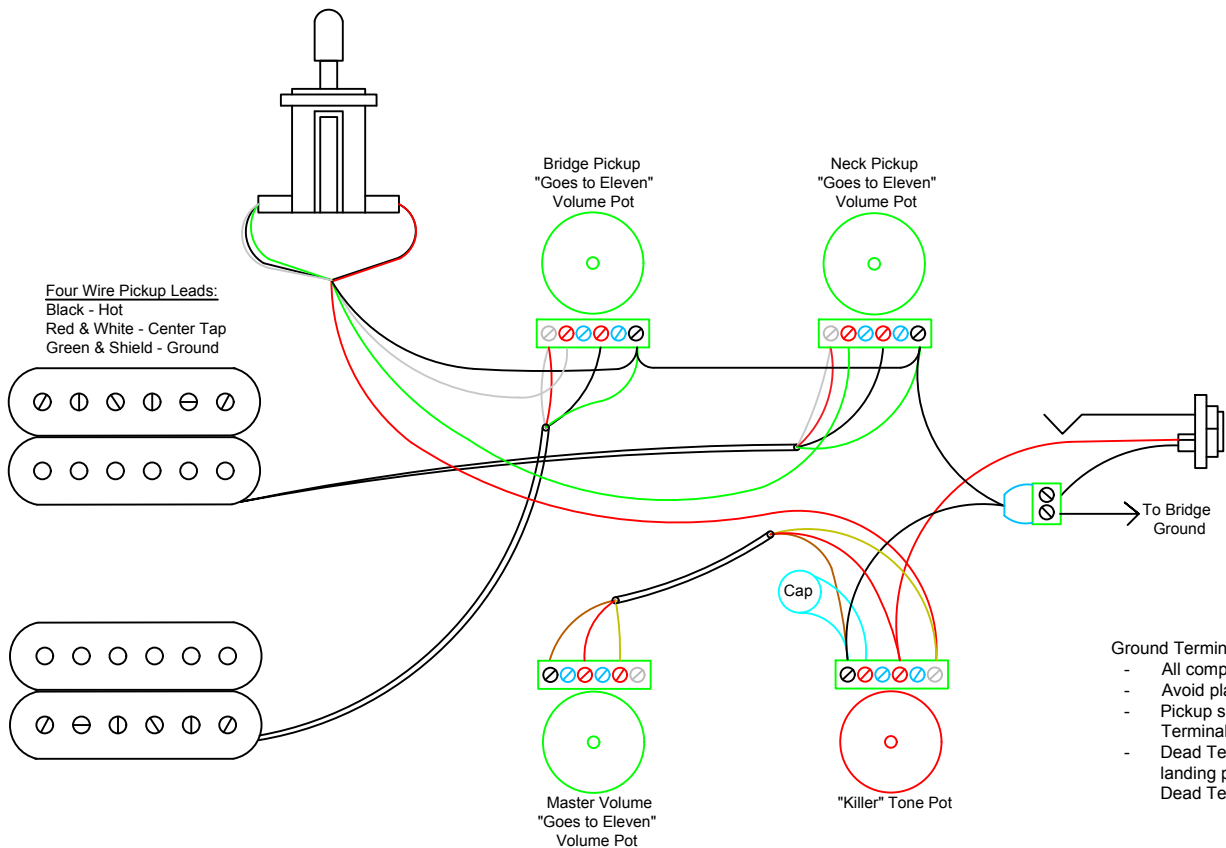 Bridge Pickup
"Goes to Eleven"
Volume Pot
Neck Pickup
"Goes to Eleven"
Volume Pot
Four Wire Pickup Leads:
Black - Hot
Red & White - Center Tap
Green & Shield - Ground
To Bridge
Ground
Cap
Ground Termin
- All comp
- Avoid pla
- Pickup s
Terminal
- Dead Te
landing p
Dead Te
Master Volume
"Goes to Eleven"
Volume Pot
"Killer" Tone Pot